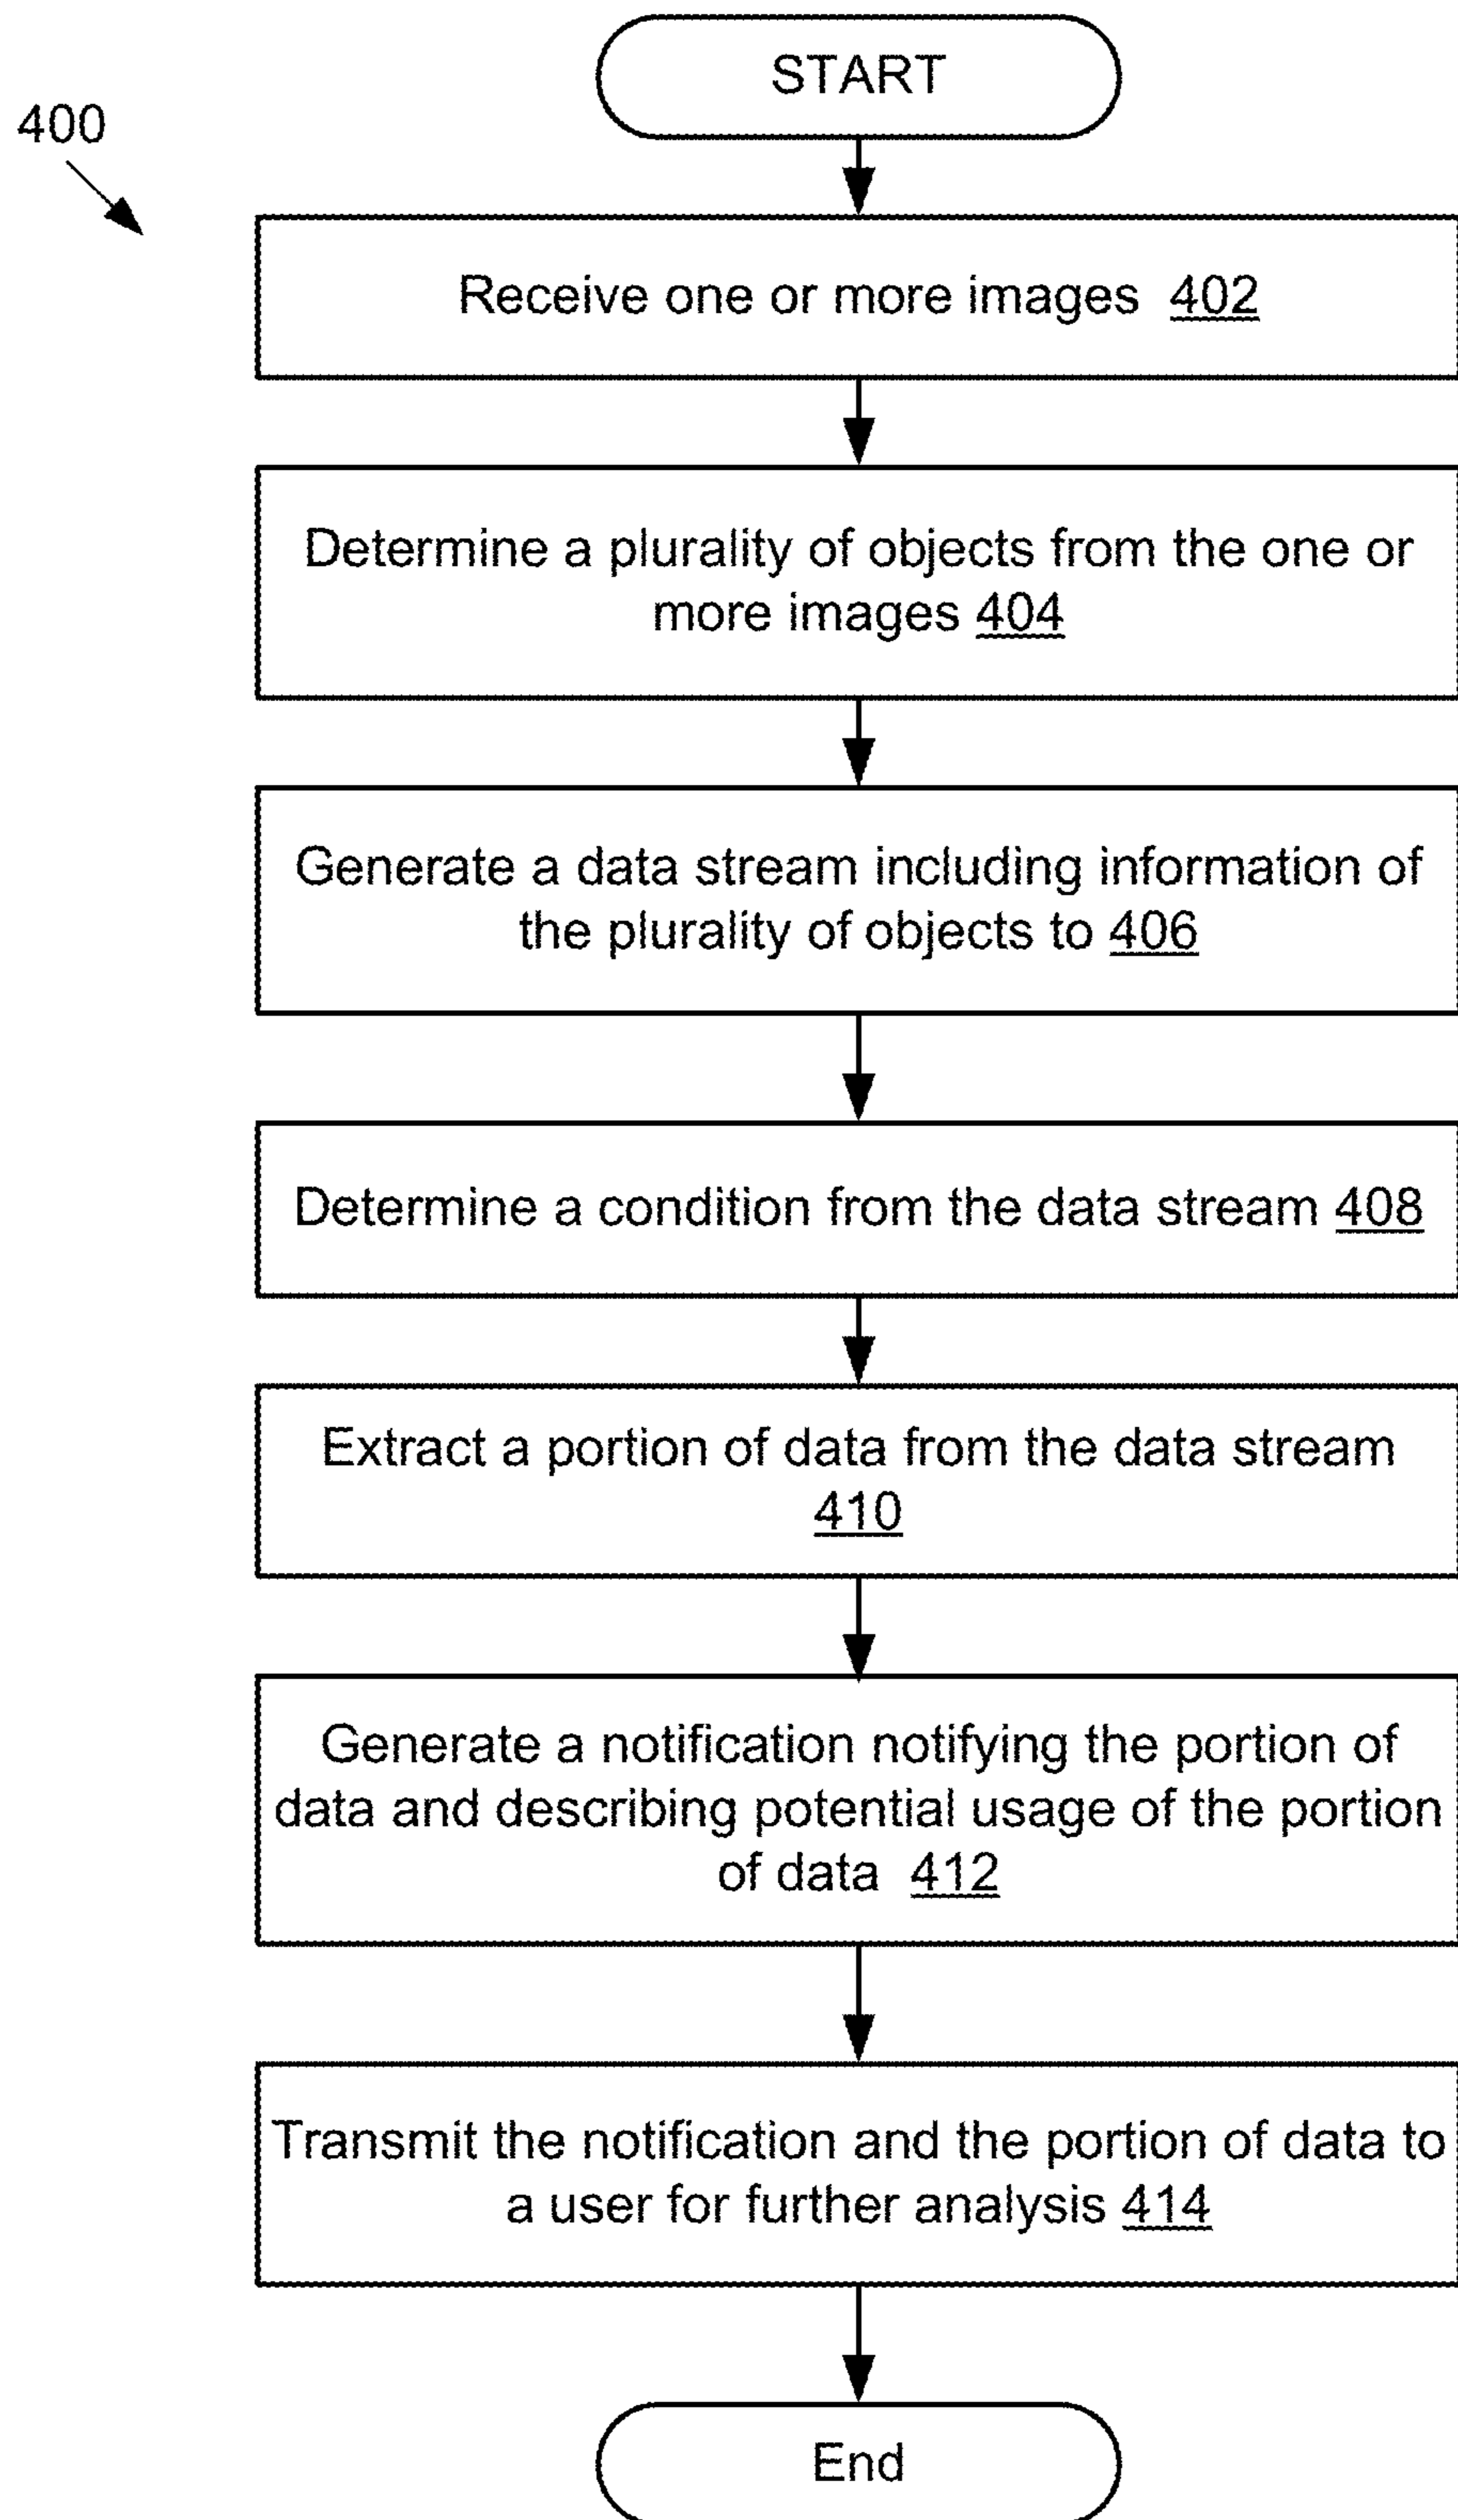 START
400
Receive one or more images 402
Determine a plurality of objects from the one or
more images 404
Generate a data stream including information of
the plurality of objects to 406
Determine a condition from the data stream 408
Extract a portion of data from the data stream
410
Generate a notification notifying the portion of
data and describing potential usage of the portion
of data 412
Transmit the notification and the portion of data to
a user for further analysis 414
End